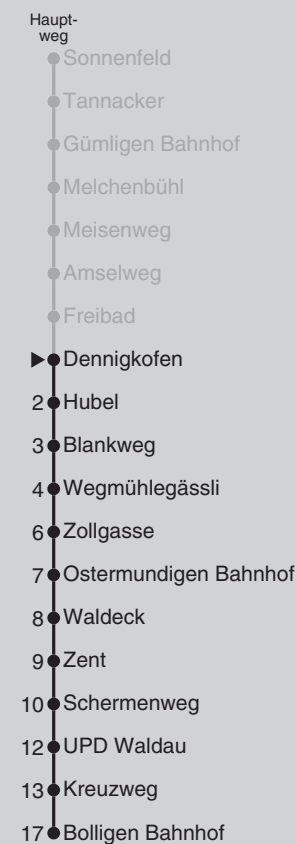 Haupt-
weg
Sonnenfeld
Tannacker
Gümligen Bahnhof
Melchenbühl
Meisenweg
Amselweg
Freibad
Dennigkofen
2 Hubel
3 Blankweg
4 Wegmühlegässli
6 Zollgasse
7 Ostermundigen Bahnhof
8 Waldeck
9 Zent
10 Schermenweg
12 UPD Waldau
13 Kreuzweg
17 Bolligen Bahnhof